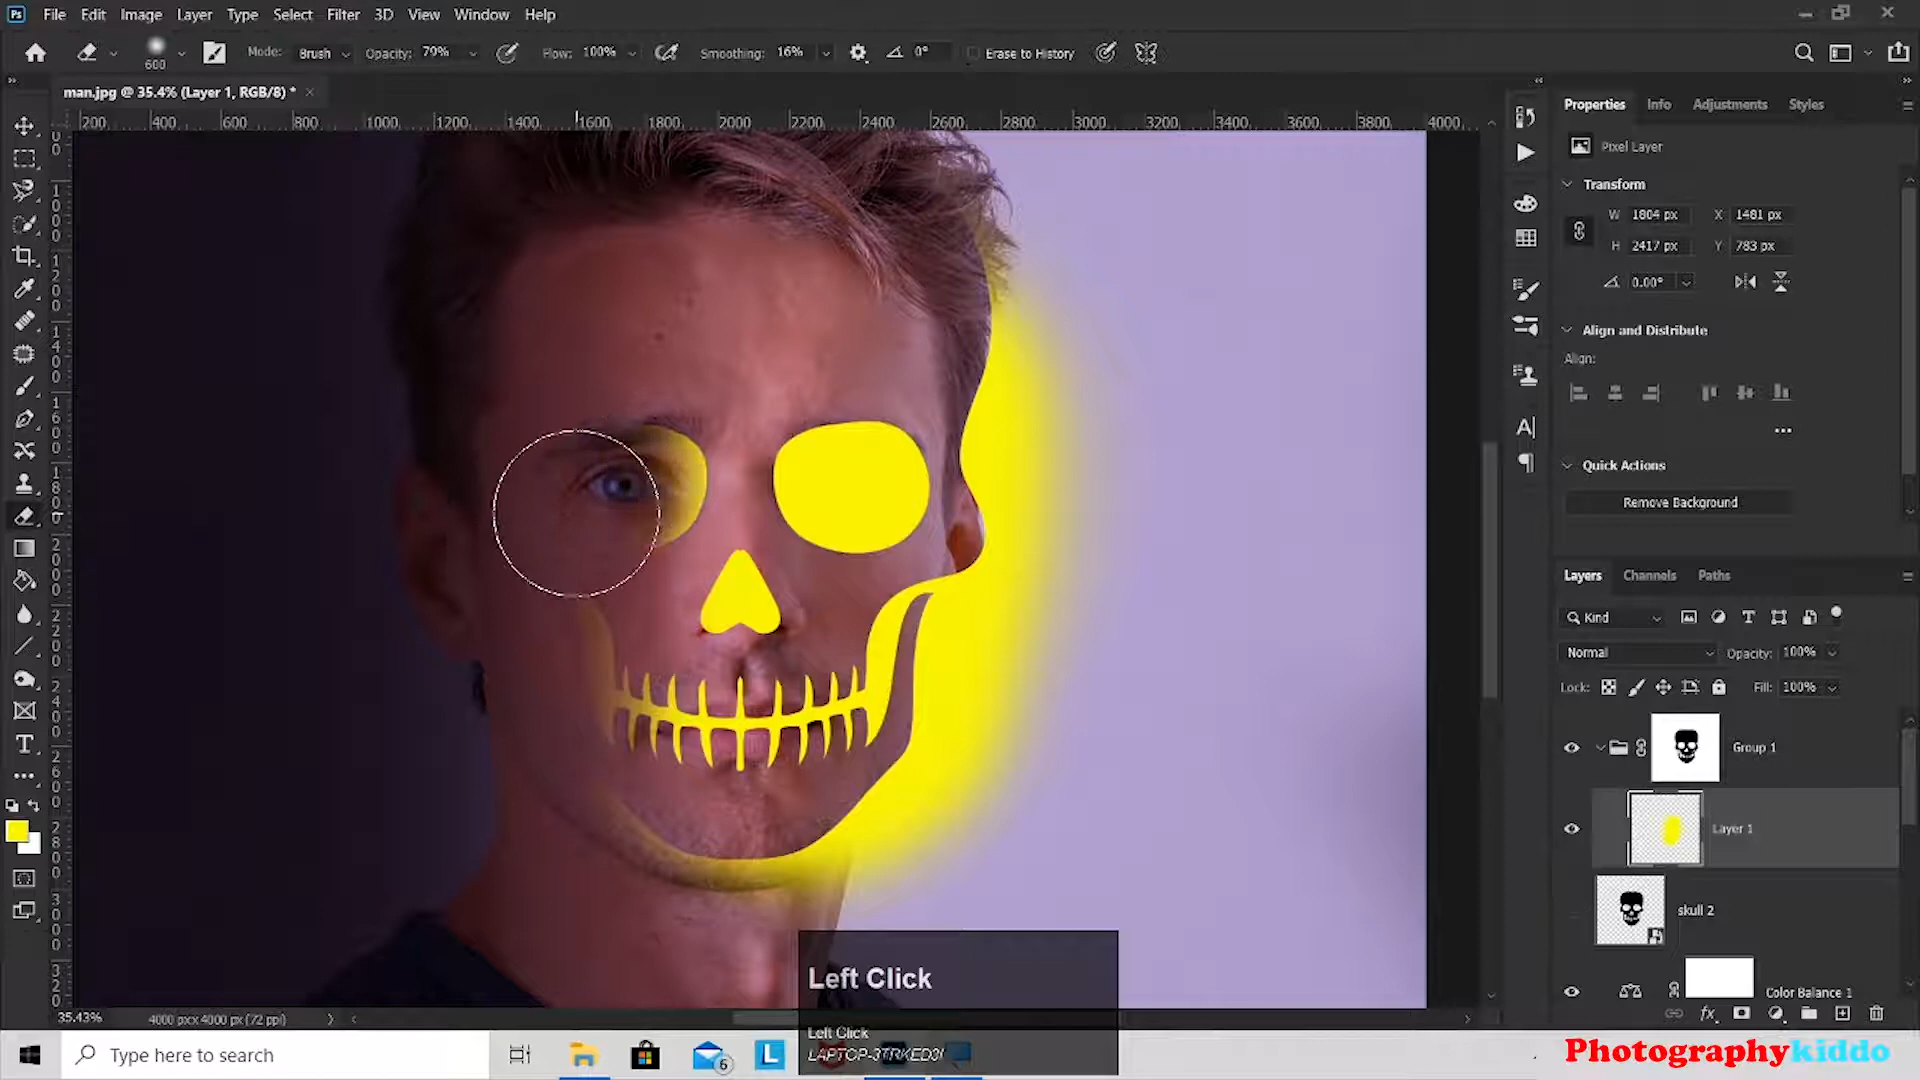 Ps File Edit Image Layer Type Select Filter 3D View Window Help
600 Mode: Brush Opacity: 79% Flow: 100% Smoothing: 16% 0° Erase to History
man.jpg @ 35.4% (Layer 1, RGB/8) *
200 400 600 800 1000 1200 1400 1600 1800 2000 2200 2400 2600 2800 3000 3200 3400 3600 3800 4000
Properties Info Adjustments Styles
Pixel Layer
Transform
W 1804 px X 1481 px
H 2417 px Y 783 px
0.00°
Align and Distribute
Align:
Quick Actions
Remove Background
Layers Channels Paths
Kind
Normal Opacity: 100%
Lock: Fill: 100%
Group 1
Layer 1
skull 2
Color Balance 1
Left Click
Left Click
35.43% 4000 px x 4000 px (72 ppi)
Type here to search
6
L
Photographykiddo